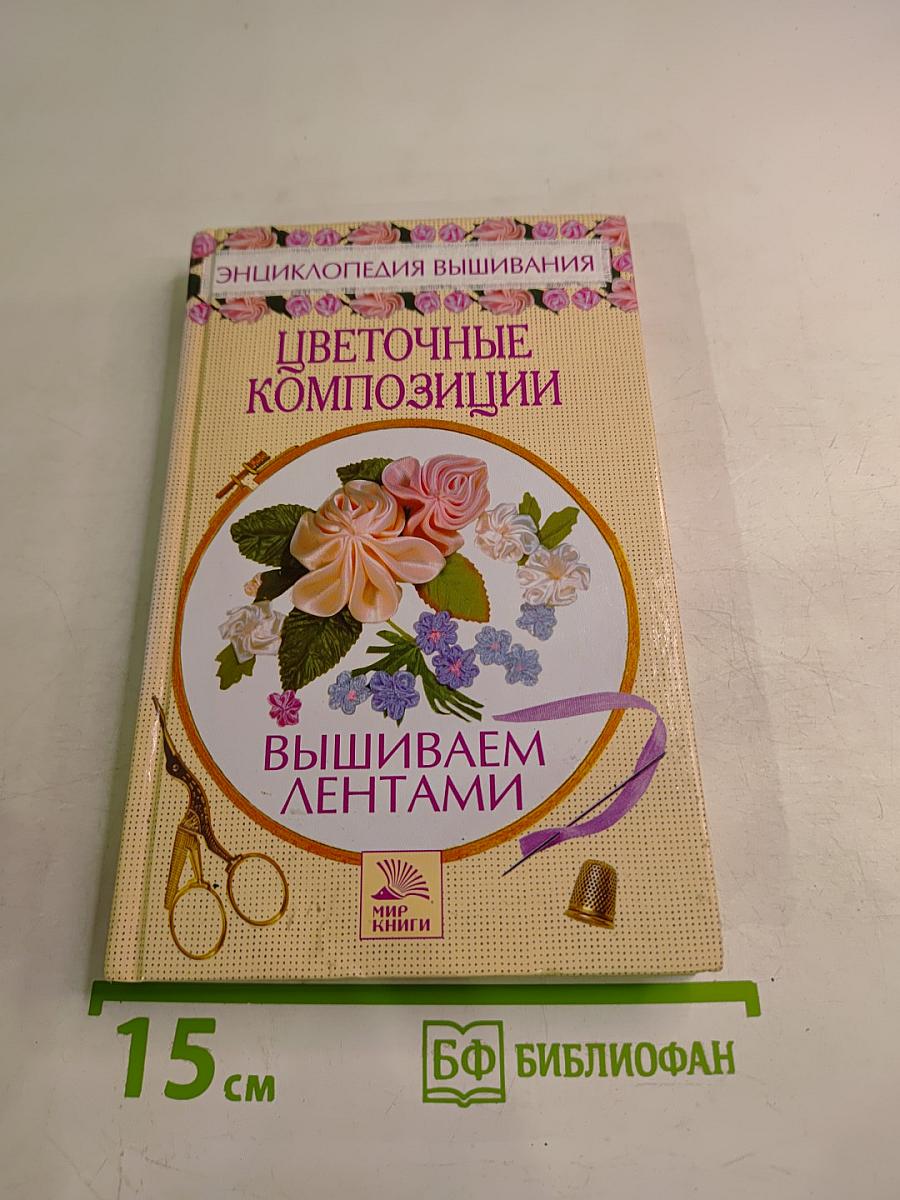 ЭНЦИКЛОПЕДИЯ ВЫШИВАНИЯ
ЦВЕТОЧНЫЕ
КОМПОЗИЦИИ
ВЫШИВАЕМ
ЛЕНТАМИ
МИР
КНИГИ
15 см
БФ БИБЛИОФАН